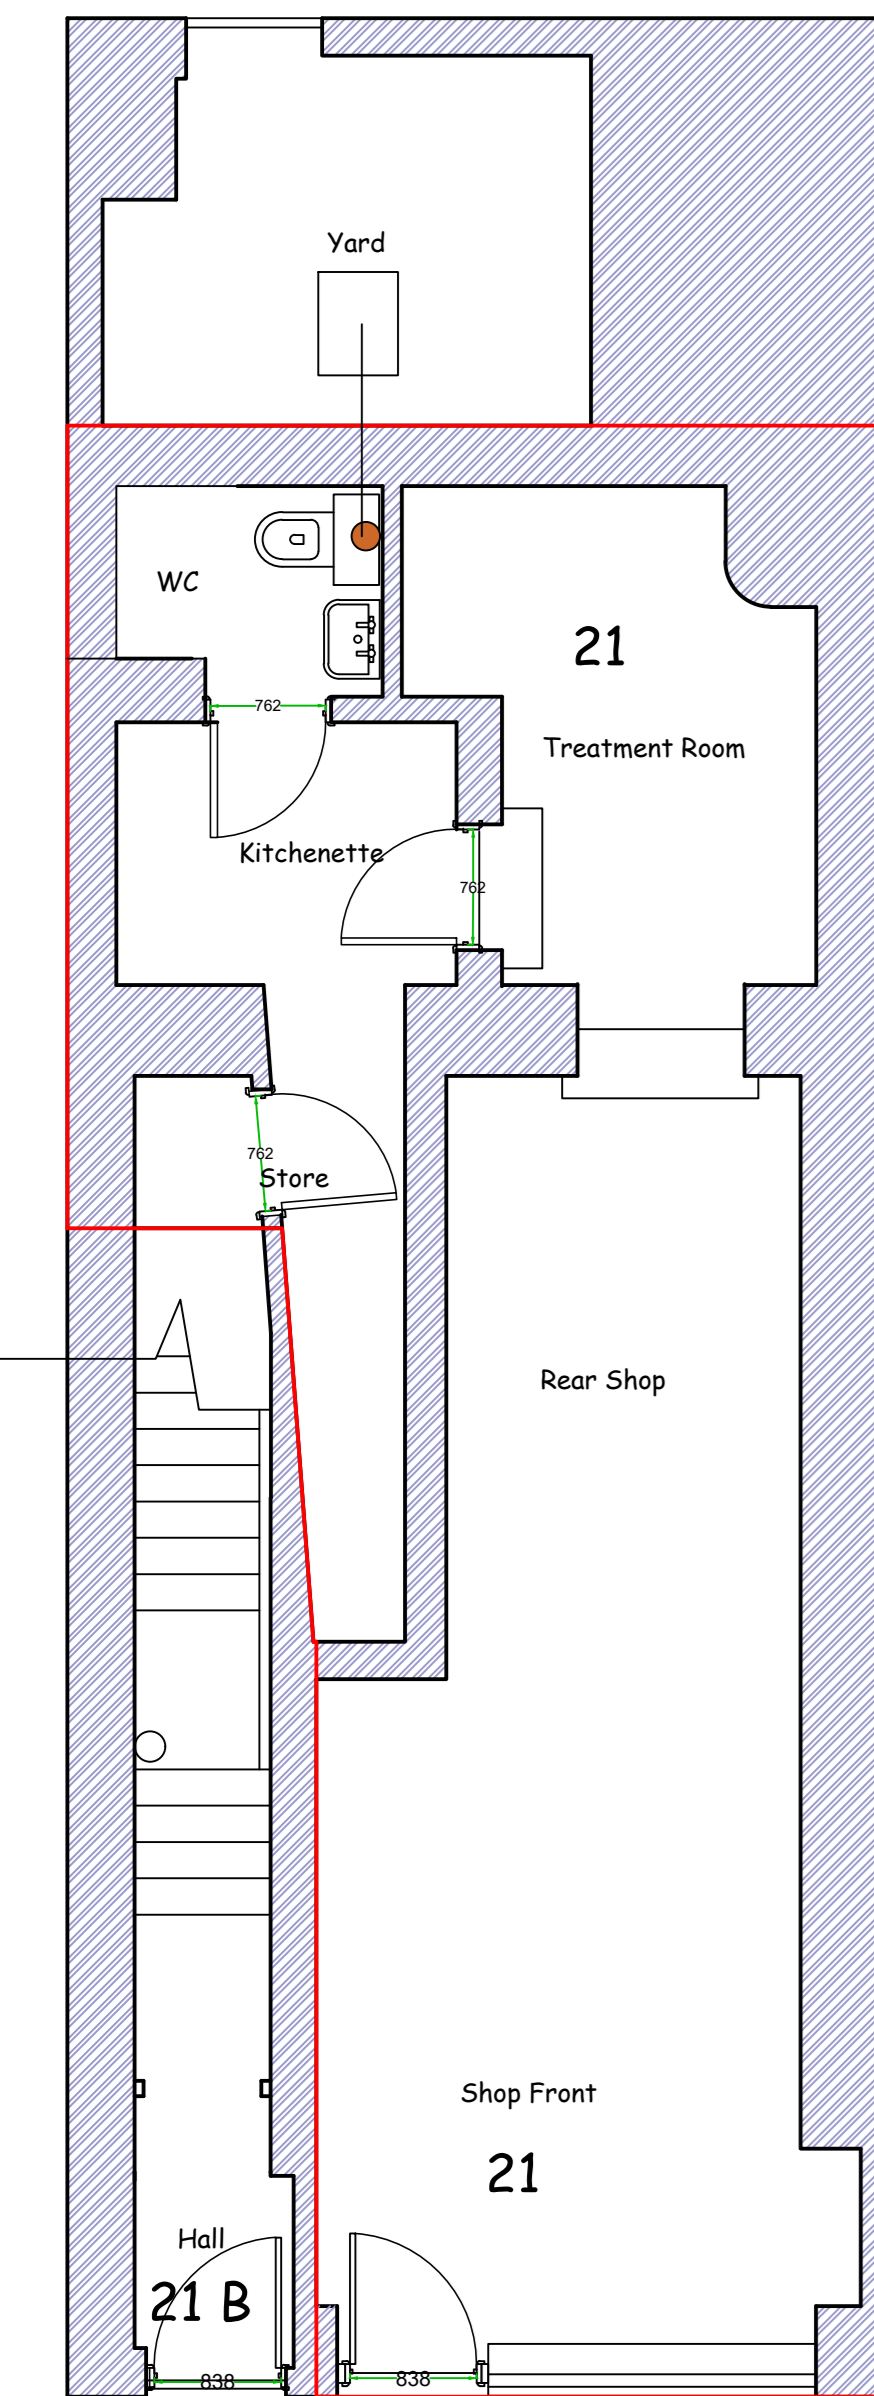 Yard
WC
21
762
Treatment Room
Kitchenette
762
762
Store
Rear Shop
Shop Front
21
Hall
21 B
838
838